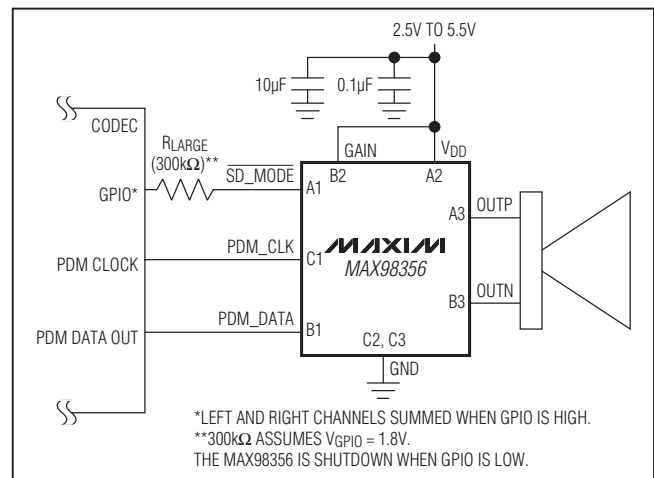 2.5V TO 5.5V
10µF
0.1µF
CODEC
RLARGE
(300kΩ)**
SD_MODE
GAIN
VDD
B2
A2
GPIO*
A1
A3
OUTP
MAXIM
MAX98356
PDM CLOCK
PDM_CLK
C1
PDM DATA OUT
PDM_DATA
B1
B3
OUTN
C2, C3
GND
*LEFT AND RIGHT CHANNELS SUMMED WHEN GPIO IS HIGH.
**300kΩ ASSUMES VGPIO = 1.8V.
THE MAX98356 IS SHUTDOWN WHEN GPIO IS LOW.